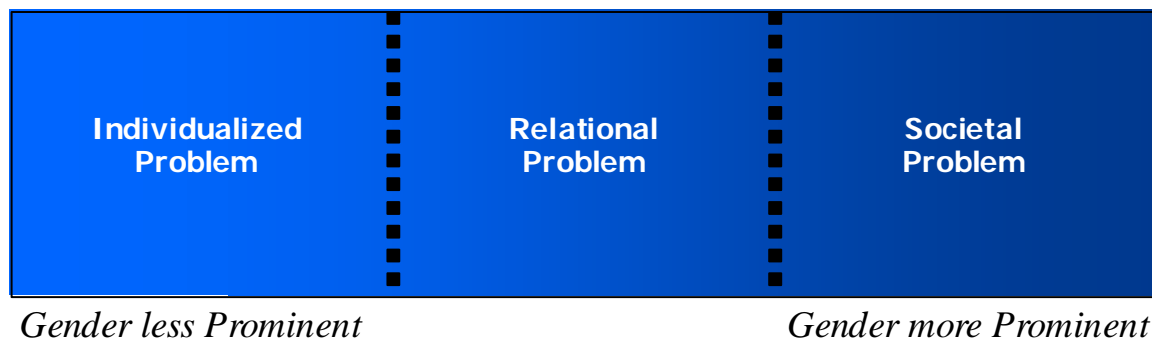 Individualized
Problem
Relational
Problem
Societal
Problem
Gender less Prominent
Gender more Prominent